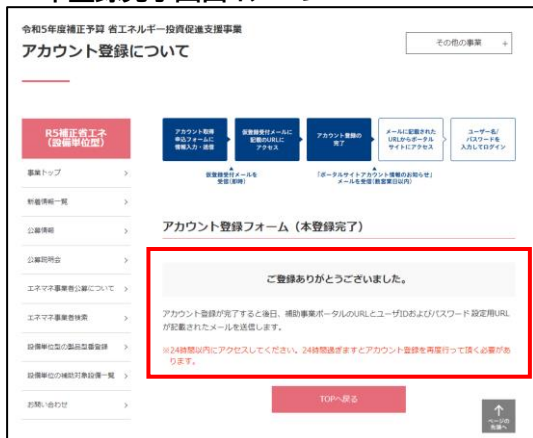 令和5年度補正予算 省エネルギー投資促進支援事業
アカウント登録について
その他の事業 +
R5補正省エネ
(設備単位型)
アカウント取得
申込フォームに
情報入力・送信
仮登録受付メールに
記載のURLに
アクセス
アカウント登録の
完了
メールに記載された
URLからポータル
サイトにアクセス
ユーザー名/
パスワードを
入力してログイン
仮登録受付メールを
受信(即時)
「ポータルサイトアカウント情報のお知らせ」
メールを受信(数営業日以内)
事業トップ >
新着情報一覧 >
公募情報 >
公募説明会 >
エネマネ事業者公募について >
エネマネ事業者検索 >
設備単位型の製品型番登録 >
設備単位の補助対象設備一覧 >
お問い合わせ >
アカウント登録フォーム(本登録完了)
ご登録ありがとうございました。
アカウント登録が完了すると後日、補助事業ポータルのURLとユーザIDおよびパスワード設定用URL
が記載されたメールを送信します。
※24時間以内にアクセスしてください。24時間過ぎますとアカウント登録を再度行って頂く必要があ
ります。
TOPへ戻る
↑
ページの
先頭へ